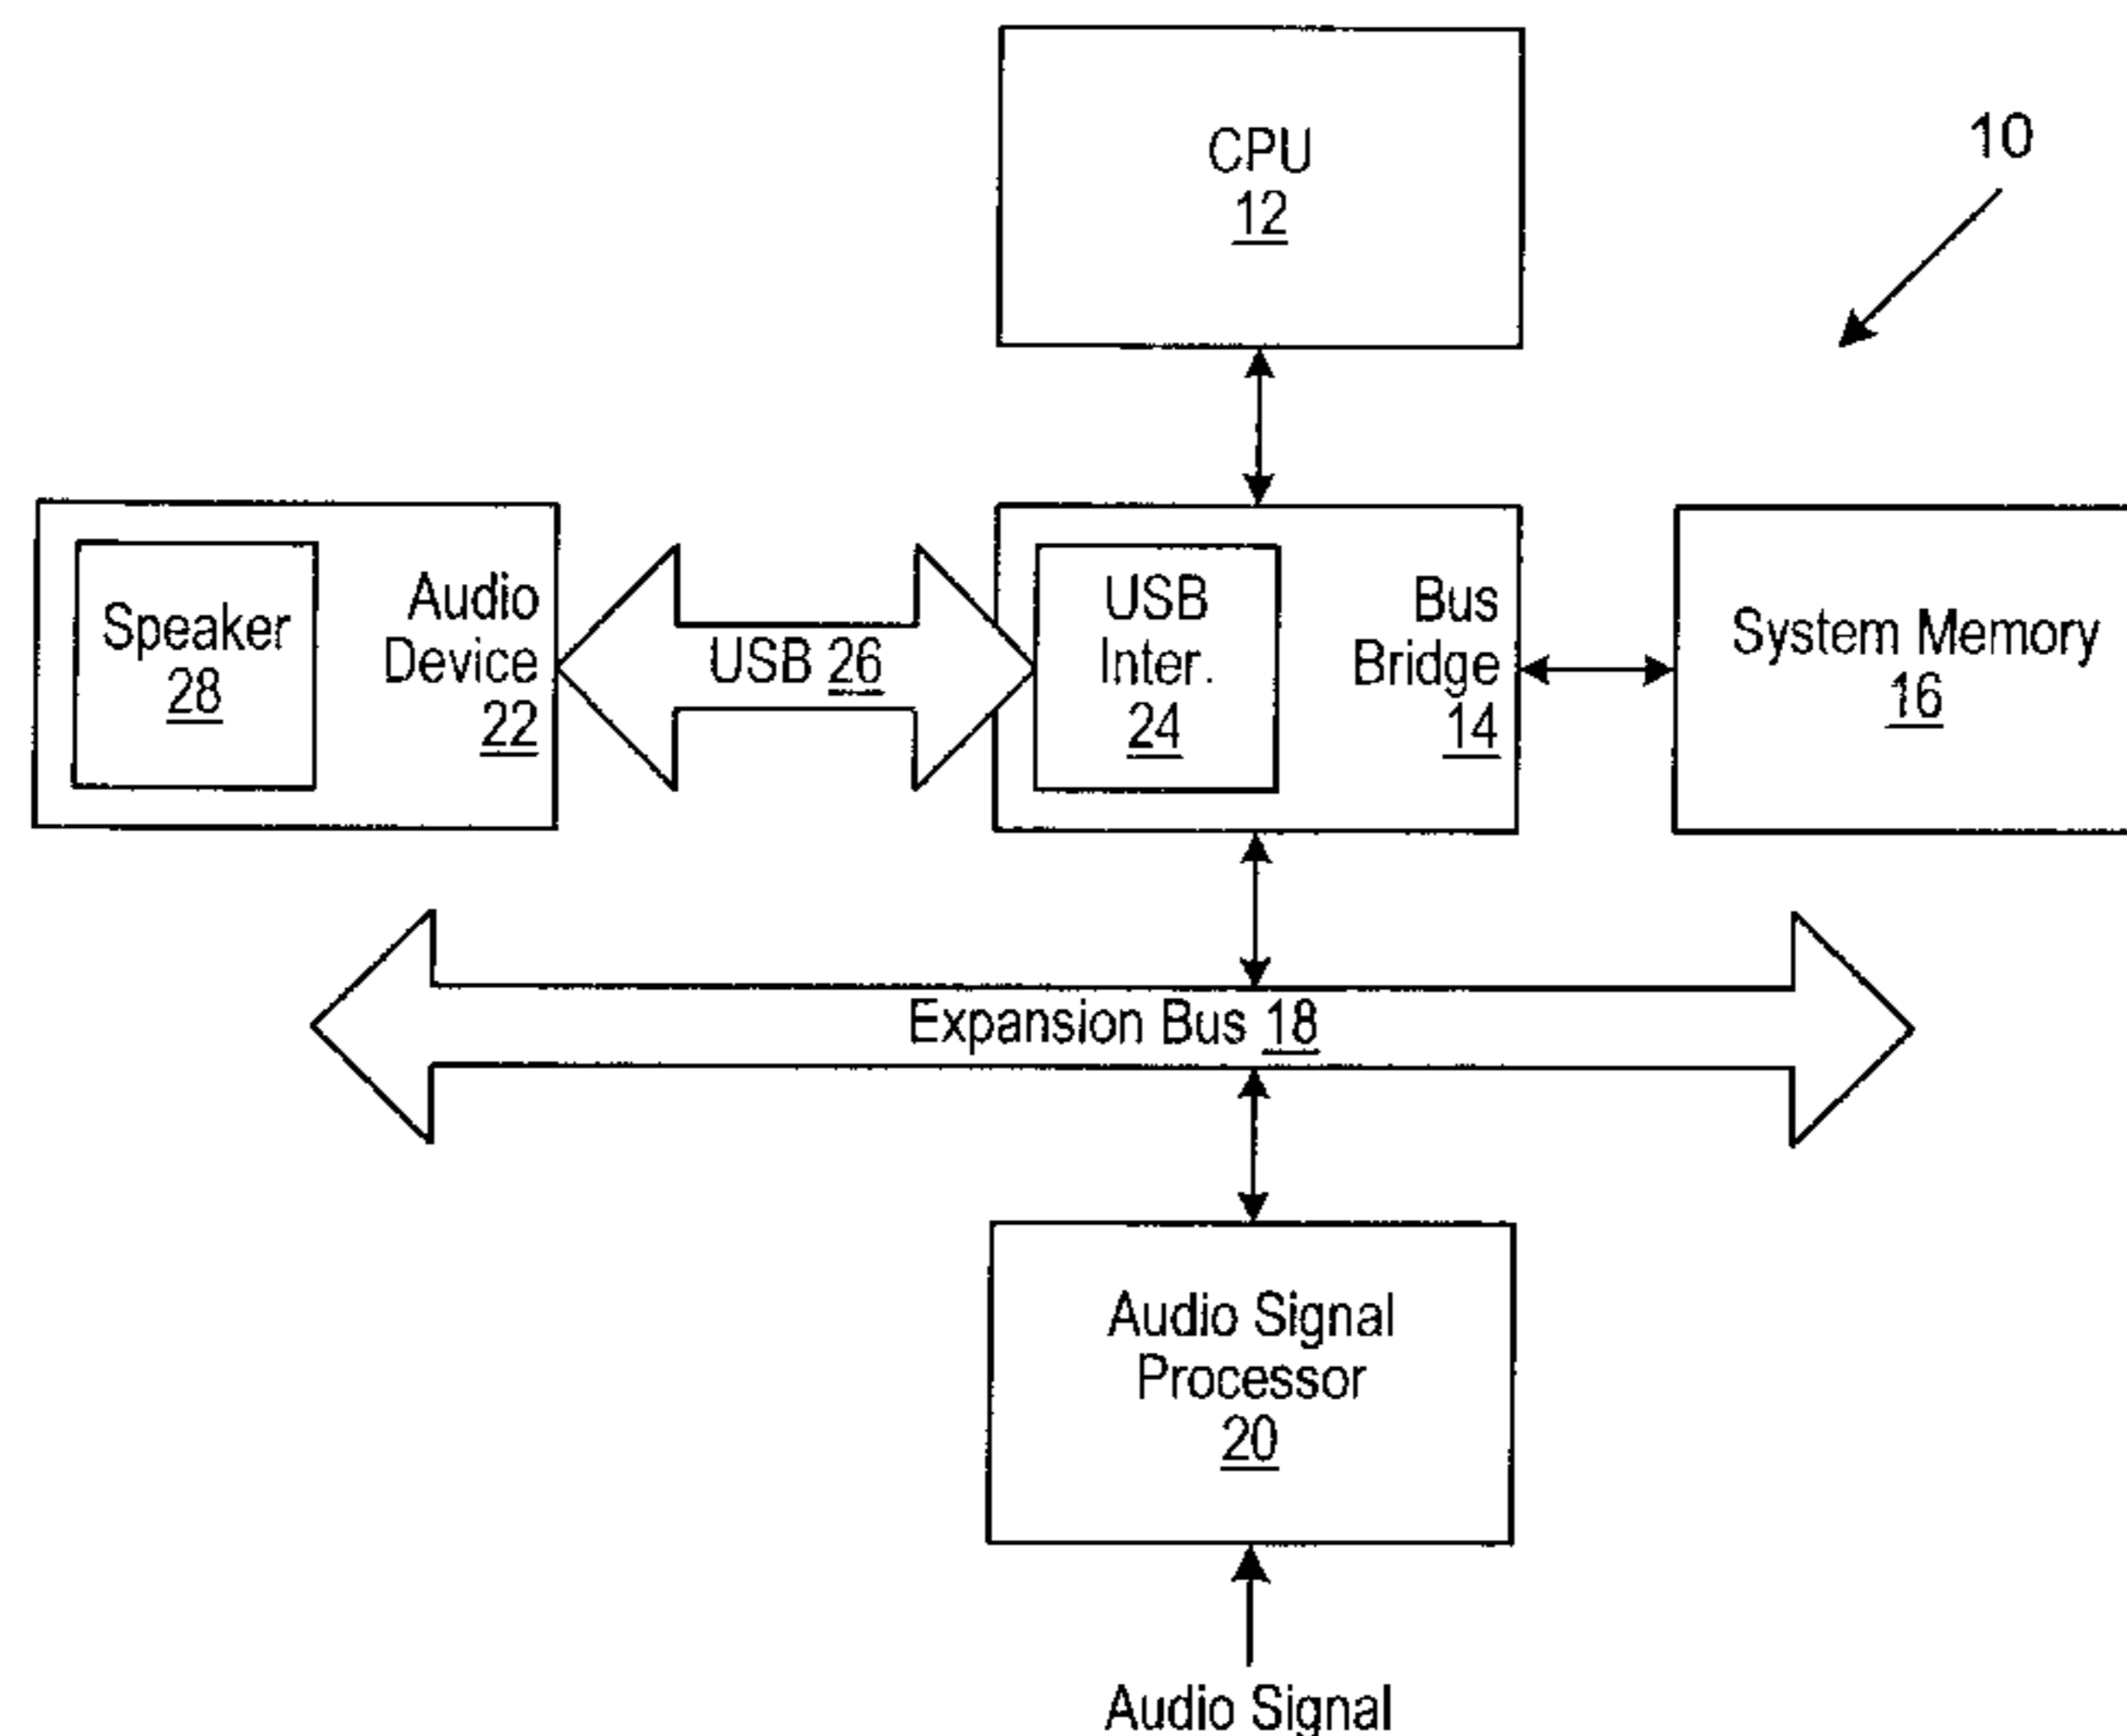 CPU
12
10
Speaker
28
Audio
Device
22
USB 26
USB
Inter.
24
Bus
Bridge
14
System Memory
16
Expansion Bus 18
Audio Signal
Processor
20
Audio Signal